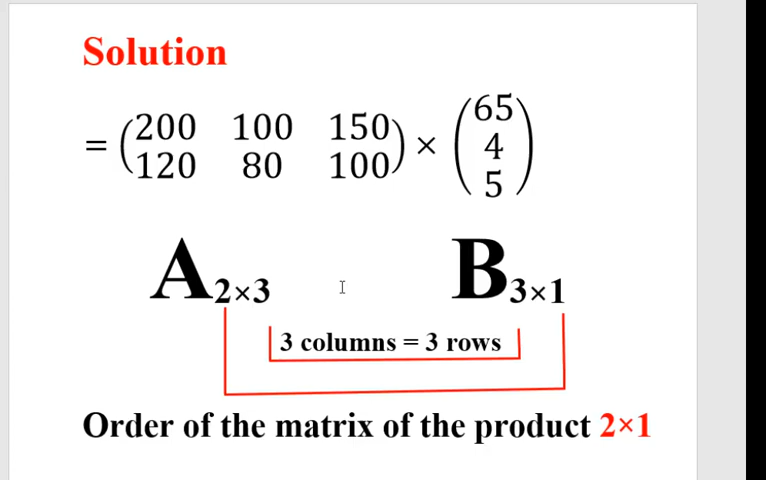 Solution
= (200 100 150
120 80 100) × (65
4
5)
A2×3 B3×1
3 columns = 3 rows
Order of the matrix of the product 2×1